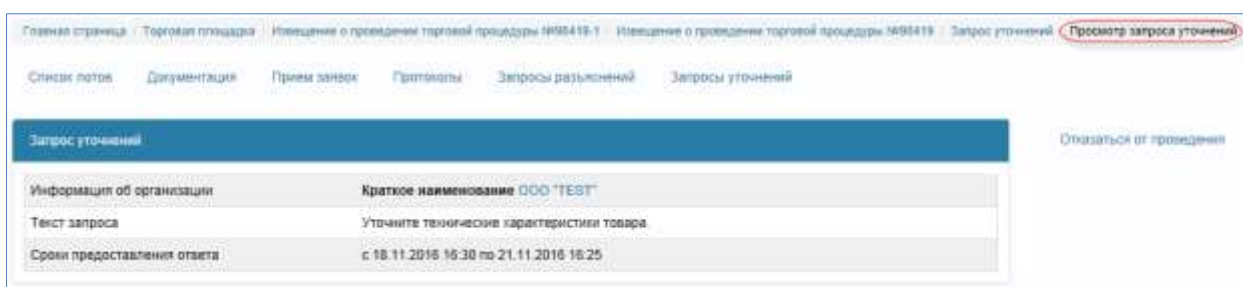 Главная страница Торговая площадка Извещение о проведении торговой процедуры №98419-1 Извещение о проведении торговой процедуры №98419 Запрос уточнений Просмотр запроса уточнений
Список лотов Документация Прием заявок Протоколы Запросы разъяснений Запросы уточнений
Запрос уточнений
Отказаться от проведения
Информация об организации Краткое наименование ООО "TEST"
Текст запроса Уточните технические характеристики товара
Сроки предоставления ответа с 18.11.2016 16:30 по 21.11.2016 16:25